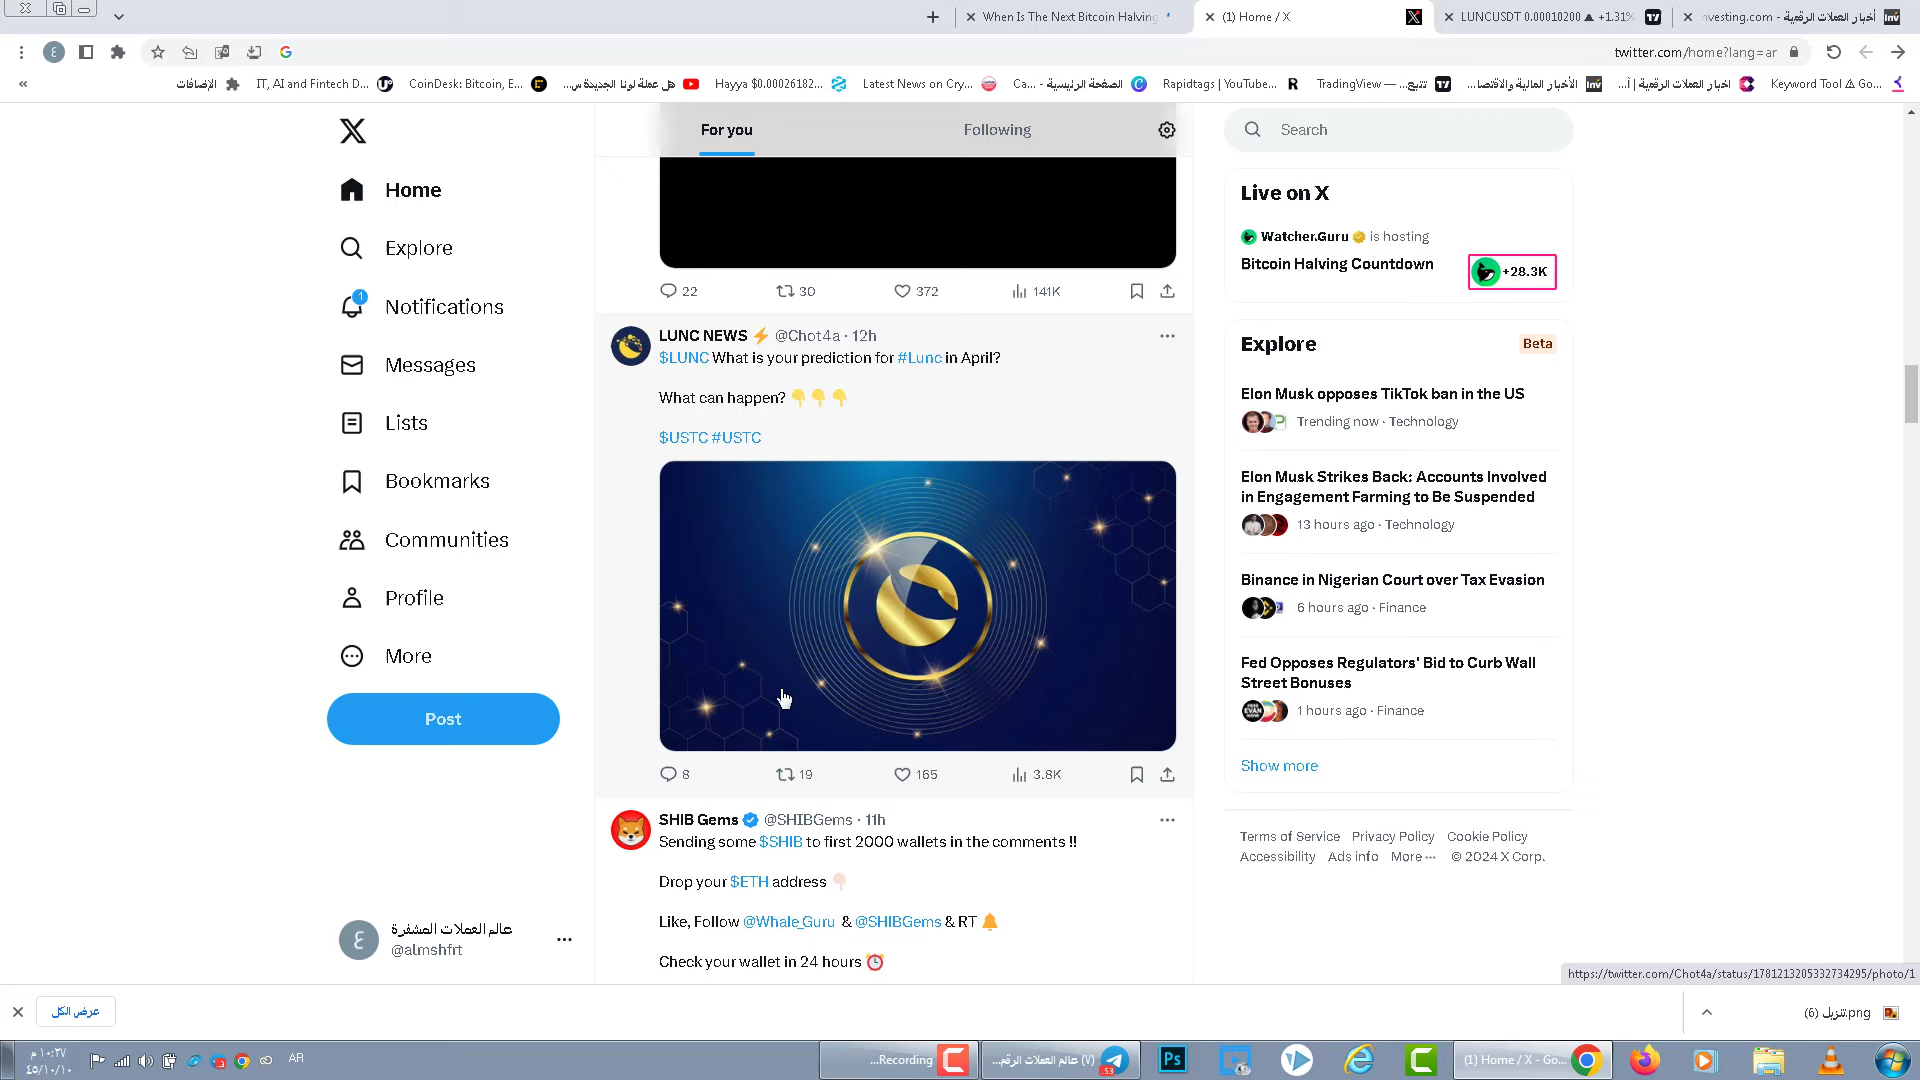 When Is The Next Bitcoin Halving
(1) Home / X
LUNCUSDT 0.00010200 ▲ +1.31%
أخبار العملات الرقمية - nvesting.com
twitter.com/home?lang=ar
الإضافات
IT, AI and Fintech D...
CoinDesk: Bitcoin, E...
هل عملة لونا الجديدة س...
Hayya $0.00026182...
Latest News on Cry...
الصفحة الرئيسية - Ca...
Rapidtags | YouTube...
TradingView — تتبع...
الأخبار المالية والاقتصا...
اخبار العملات الرقمية | أ...
Keyword Tool ⚠ Go...
Home
Explore
1
Notifications
Messages
Lists
Bookmarks
Communities
Profile
More
Post
عالم العملات المشفرة
@almshfrt
ع
For you
Following
22 30 372 141K
LUNC NEWS ⚡ @Chot4a · 12h
$LUNC What is your prediction for #Lunc in April?
What can happen? 👇👇👇
$USTC #USTC
8 19 165 3.8K
SHIB Gems @SHIBGems · 11h
Sending some $SHIB to first 2000 wallets in the comments !!
Drop your $ETH address 👇🏻
Like, Follow @Whale_Guru & @SHIBGems & RT 🔔
Check your wallet in 24 hours ⏰
Search
Live on X
Watcher.Guru is hosting
Bitcoin Halving Countdown
+28.3K
Explore
Beta
Elon Musk opposes TikTok ban in the US
Trending now · Technology
Elon Musk Strikes Back: Accounts Involved
in Engagement Farming to Be Suspended
13 hours ago · Technology
Binance in Nigerian Court over Tax Evasion
6 hours ago · Finance
Fed Opposes Regulators' Bid to Curb Wall
Street Bonuses
1 hours ago · Finance
Show more
Terms of Service Privacy Policy Cookie Policy
Accessibility Ads info More ··· © 2024 X Corp.
https://twitter.com/Chot4a/status/1781213205332734295/photo/1
عرض الكل
تنزيل (6).png
١٠:٢٧ م
٤٥/١٠/١٠
AR
Recording...
(٧) عالم العملات الرقم...
(1) Home / X - Go...